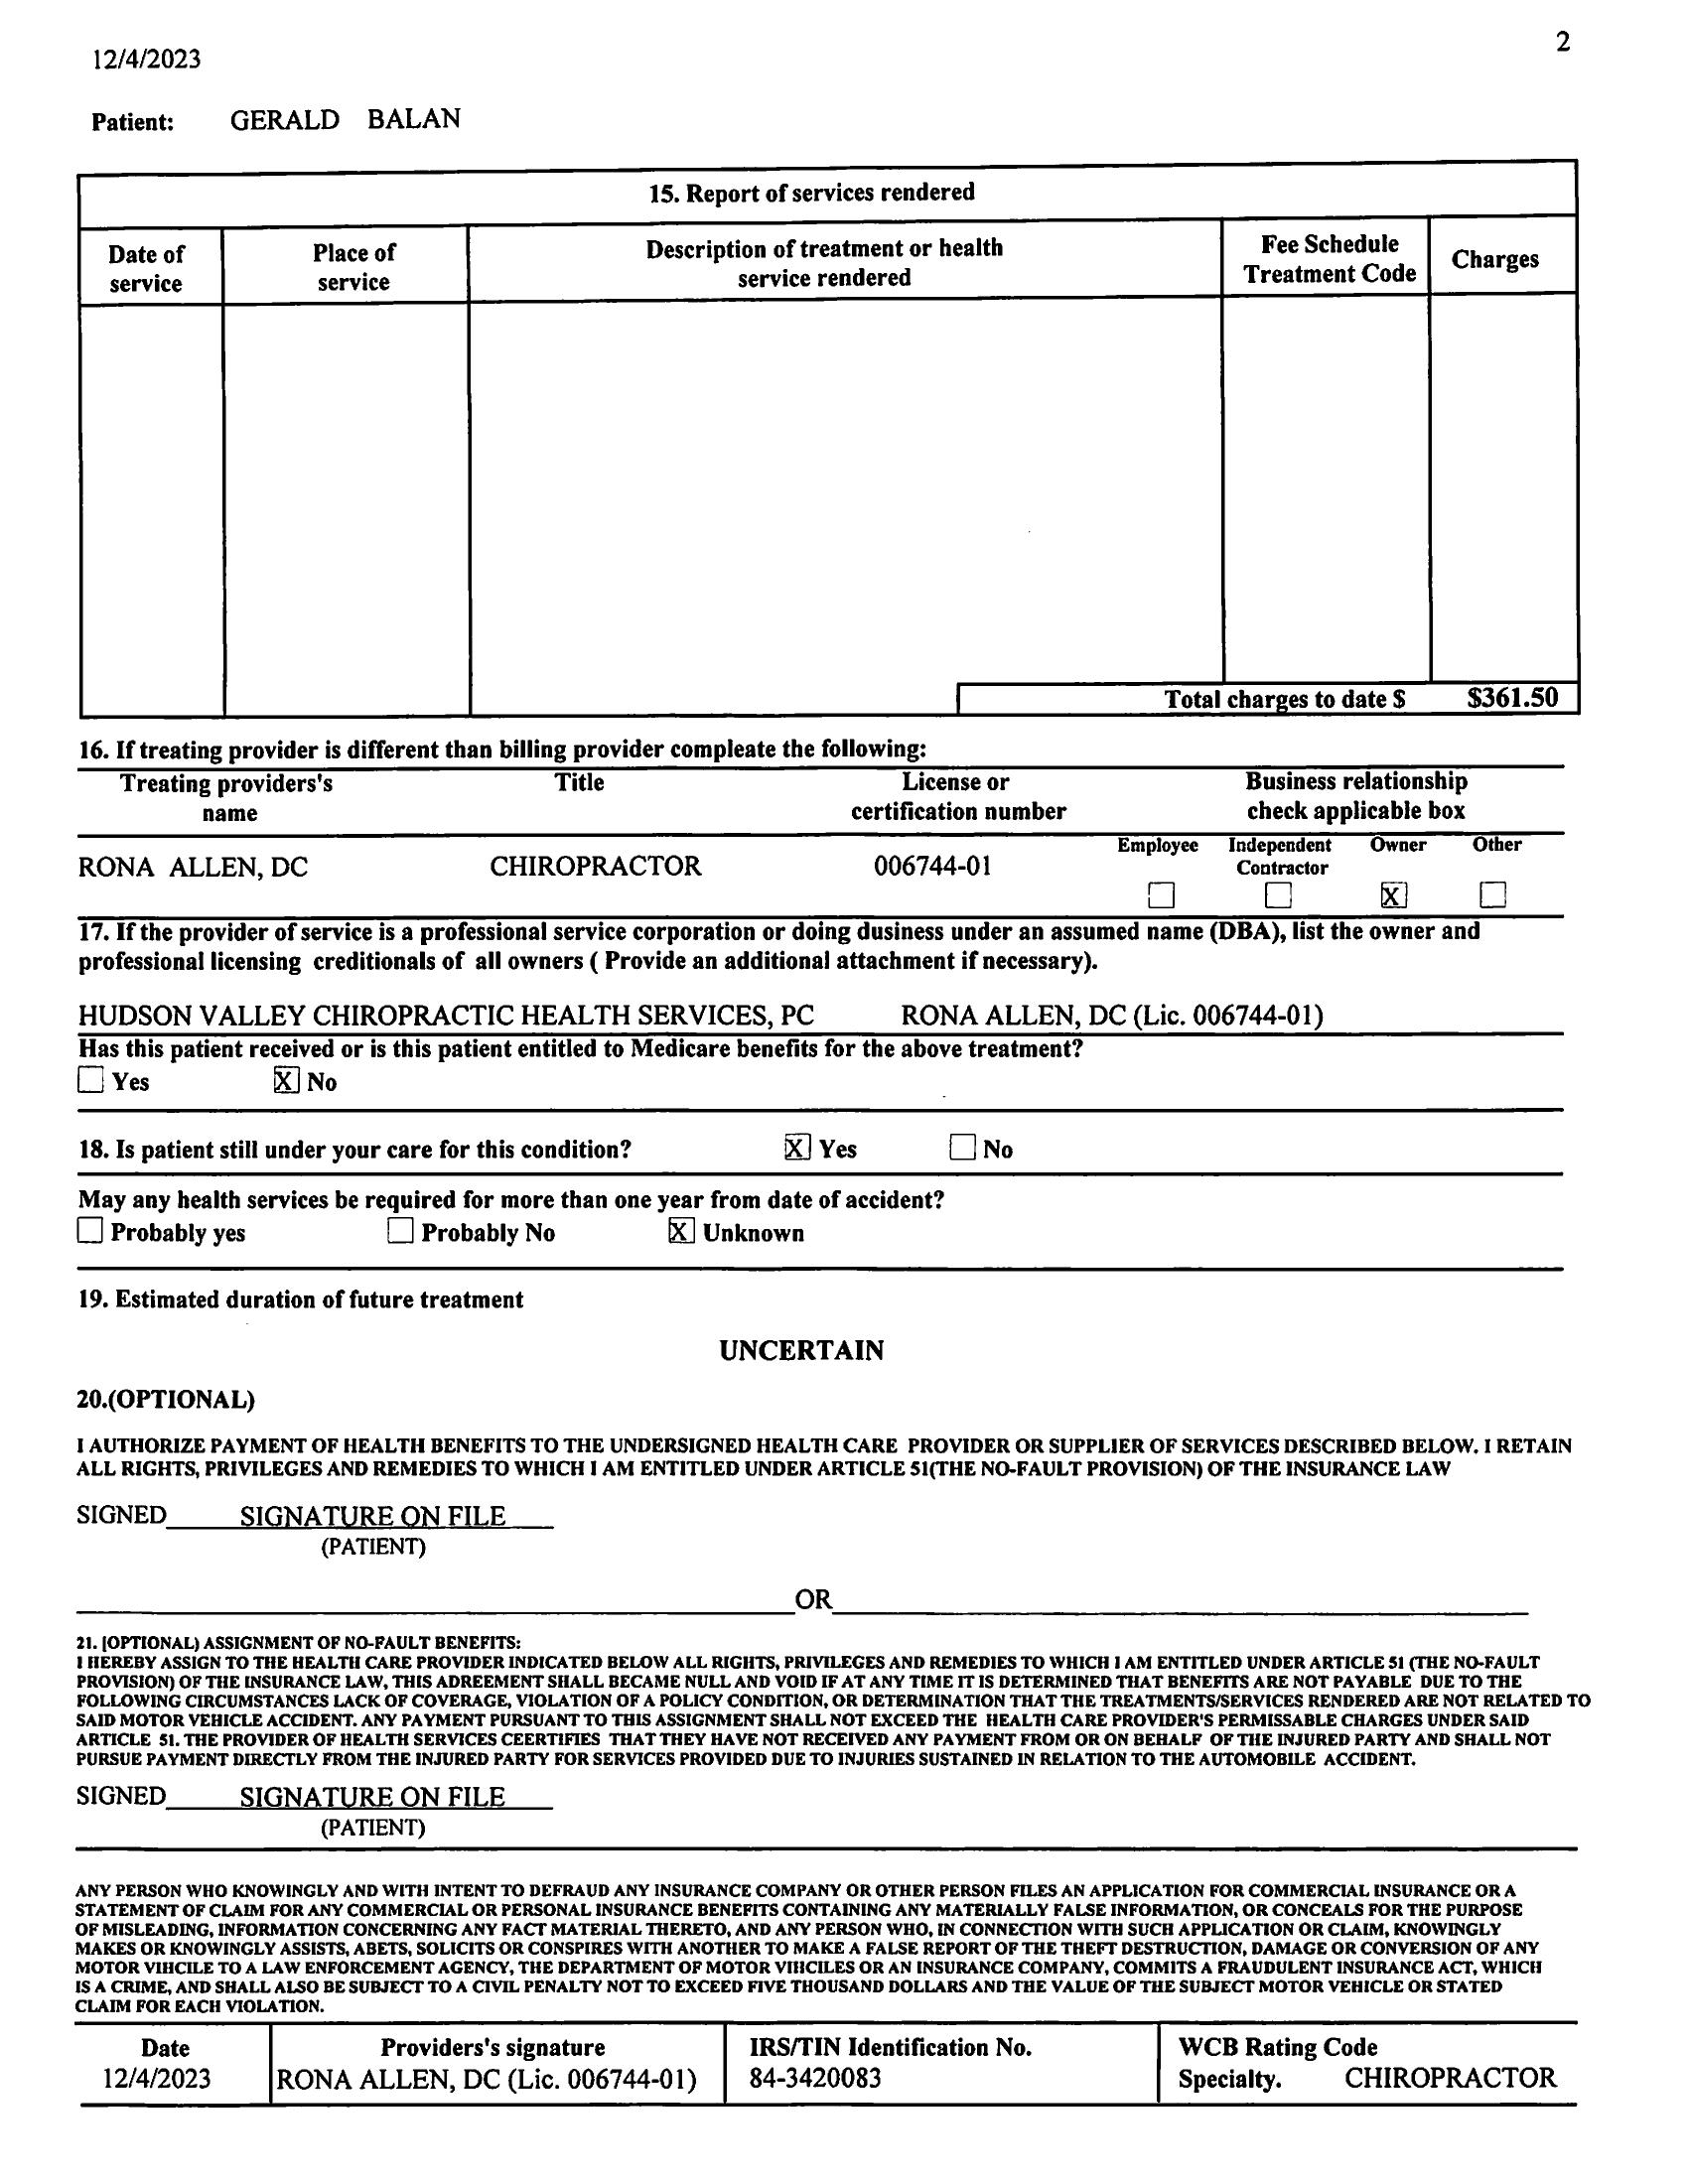 2
12/4/2023
Patient: GERALD BALAN
15. Report of services rendered
Date of service
Place of service
Description of treatment or health service rendered
Fee Schedule Treatment Code
Charges
Total charges to date $ $361.50
16. If treating provider is different than billing provider compleate the following:
Treating providers's name
Title
License or certification number
Business relationship check applicable box
RONA ALLEN, DC CHIROPRACTOR 006744-01
Employee Independent Contractor Owner Other
X
17. If the provider of service is a professional service corporation or doing dusiness under an assumed name (DBA), list the owner and
professional licensing creditionals of all owners ( Provide an additional attachment if necessary).
HUDSON VALLEY CHIROPRACTIC HEALTH SERVICES, PC RONA ALLEN, DC (Lic. 006744-01)
Has this patient received or is this patient entitled to Medicare benefits for the above treatment?
Yes X No
18. Is patient still under your care for this condition? X Yes No
May any health services be required for more than one year from date of accident?
Probably yes Probably No X Unknown
19. Estimated duration of future treatment
UNCERTAIN
20.(OPTIONAL)
I AUTHORIZE PAYMENT OF HEALTH BENEFITS TO THE UNDERSIGNED HEALTH CARE PROVIDER OR SUPPLIER OF SERVICES DESCRIBED BELOW. I RETAIN
ALL RIGHTS, PRIVILEGES AND REMEDIES TO WHICH I AM ENTITLED UNDER ARTICLE 51(THE NO-FAULT PROVISION) OF THE INSURANCE LAW
SIGNED SIGNATURE ON FILE
(PATIENT)
OR
21. [OPTIONAL) ASSIGNMENT OF NO-FAULT BENEFITS:
I HEREBY ASSIGN TO THE HEALTH CARE PROVIDER INDICATED BELOW ALL RIGHTS, PRIVILEGES AND REMEDIES TO WHICH I AM ENTITLED UNDER ARTICLE 51 (THE NO-FAULT
PROVISION) OF THE INSURANCE LAW, THIS ADREEMENT SHALL BECAME NULL AND VOID IF AT ANY TIME IT IS DETERMINED THAT BENEFITS ARE NOT PAYABLE DUE TO THE
FOLLOWING CIRCUMSTANCES LACK OF COVERAGE, VIOLATION OF A POLICY CONDITION, OR DETERMINATION THAT THE TREATMENTS/SERVICES RENDERED ARE NOT RELATED TO
SAID MOTOR VEHICLE ACCIDENT. ANY PAYMENT PURSUANT TO THIS ASSIGNMENT SHALL NOT EXCEED THE HEALTH CARE PROVIDER'S PERMISSABLE CHARGES UNDER SAID
ARTICLE 51. THE PROVIDER OF HEALTH SERVICES CEERTIFIES THAT THEY HAVE NOT RECEIVED ANY PAYMENT FROM OR ON BEHALF OF THE INJURED PARTY AND SHALL NOT
PURSUE PAYMENT DIRECTLY FROM THE INJURED PARTY FOR SERVICES PROVIDED DUE TO INJURIES SUSTAINED IN RELATION TO THE AUTOMOBILE ACCIDENT.
SIGNED SIGNATURE ON FILE
(PATIENT)
ANY PERSON WHO KNOWINGLY AND WITH INTENT TO DEFRAUD ANY INSURANCE COMPANY OR OTHER PERSON FILES AN APPLICATION FOR COMMERCIAL INSURANCE OR A
STATEMENT OF CLAIM FOR ANY COMMERCIAL OR PERSONAL INSURANCE BENEFITS CONTAINING ANY MATERIALLY FALSE INFORMATION, OR CONCEALS FOR THE PURPOSE
OF MISLEADING, INFORMATION CONCERNING ANY FACT MATERIAL THERETO, AND ANY PERSON WHO, IN CONNECTION WITH SUCH APPLICATION OR CLAIM, KNOWINGLY
MAKES OR KNOWINGLY ASSISTS, ABETS, SOLICITS OR CONSPIRES WITH ANOTHER TO MAKE A FALSE REPORT OF THE THEFT DESTRUCTION, DAMAGE OR CONVERSION OF ANY
MOTOR VIHCILE TO A LAW ENFORCEMENT AGENCY, THE DEPARTMENT OF MOTOR VIHCILES OR AN INSURANCE COMPANY, COMMITS A FRAUDULENT INSURANCE ACT, WHICH
IS A CRIME, AND SHALL ALSO BE SUBJECT TO A CIVIL PENALTY NOT TO EXCEED FIVE THOUSAND DOLLARS AND THE VALUE OF THE SUBJECT MOTOR VEHICLE OR STATED
CLAIM FOR EACH VIOLATION.
Date Providers's signature IRS/TIN Identification No. WCB Rating Code
12/4/2023 RONA ALLEN, DC (Lic. 006744-01) 84-3420083 Specialty. CHIROPRACTOR